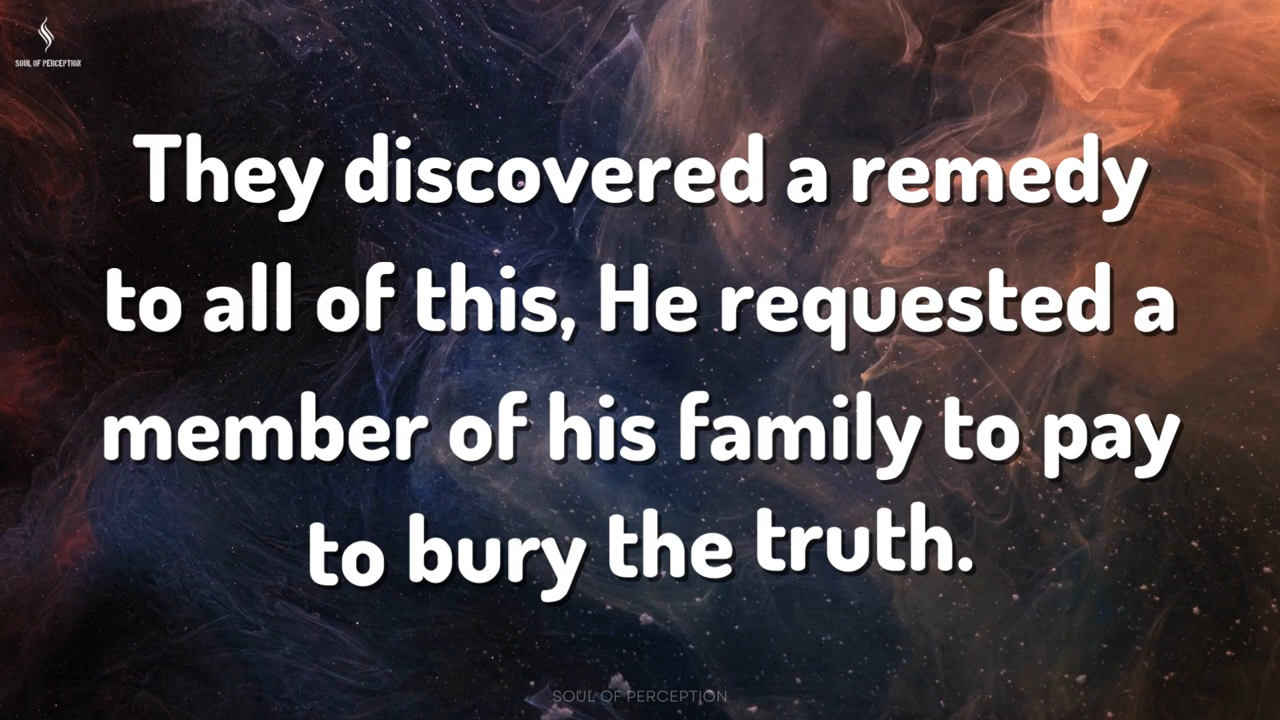 SOUL OF PERCEPTION
They discovered a remedy
to all of this, He requested a
member of his family to pay
to bury the truth.
SOUL OF PERCEPTION